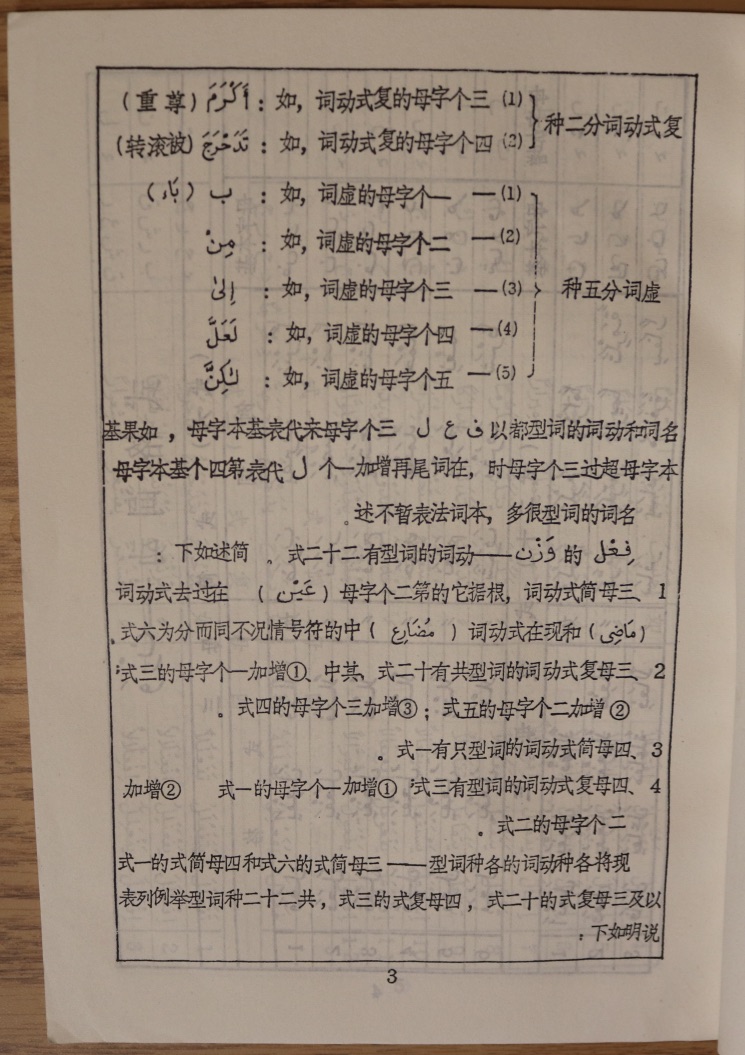 复式动词分二种
(1) 三个字母的复式动词，如：أَكْرَمَ（尊重）
(2) 四个字母的复式动词，如：تَدَحْرَجَ（被滚转）
虚词分五种
(1) — 一个字母的虚词，如：ب（بَاء）
(2) — 二个字母的虚词，如：مِنْ
(3) — 三个字母的虚词，如：اِلىٰ
(4) — 四个字母的虚词，如：لَعَلَّ
(5) — 五个字母的虚词，如：لٰكِنَّ
名词和动词的词型都以 ف ع ل 三个字母来代表基本字母，如果基
本字母超过三个字母时，在词尾再增加一个 ل 代表第四个基本字母
名词的词型很多，本词法表暂不述。
فِعْل 的 وَزْن——动词的词型有二十二式。简述如下：
1、三母简式动词，根据它的第二个字母（عَيْن）在过去式动词
（مَاضِى）和现在式动词（مُضَارِع）中的符号情况不同而分为六式。
2、三母复式动词的词型共有十二式、其中、①增加一个字母的三式；
②增加二个字母的五式；③增加三个字母的四式。
3、四母简式动词的词型只有一式。
4、四母复式动词的词型有三式；①增加一个字母的一式 ②增加
二个字母的二式。
现将各种动词的各种词型——三母简式的六式和四母简式的一式
以及三母复式的十二式，四母复式的三式，共二十二种词型举例列表
说明如下：
3